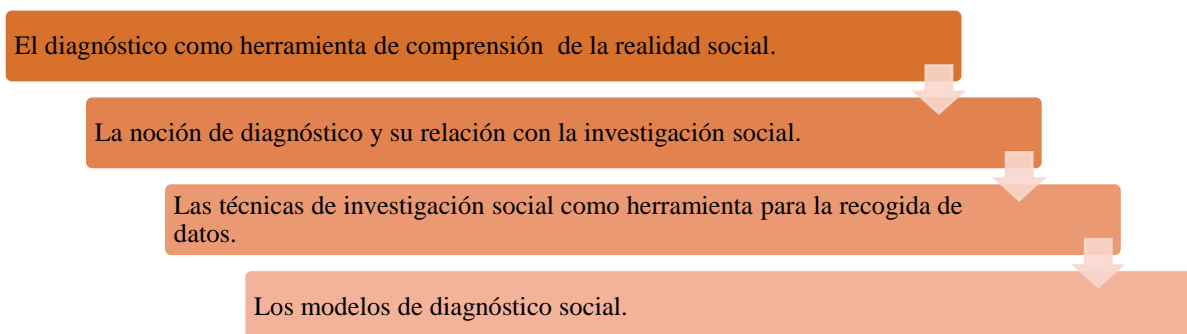 El diagnóstico como herramienta de comprensión de la realidad social.
La noción de diagnóstico y su relación con la investigación social.
Las técnicas de investigación social como herramienta para la recogida de
datos.
Los modelos de diagnóstico social.